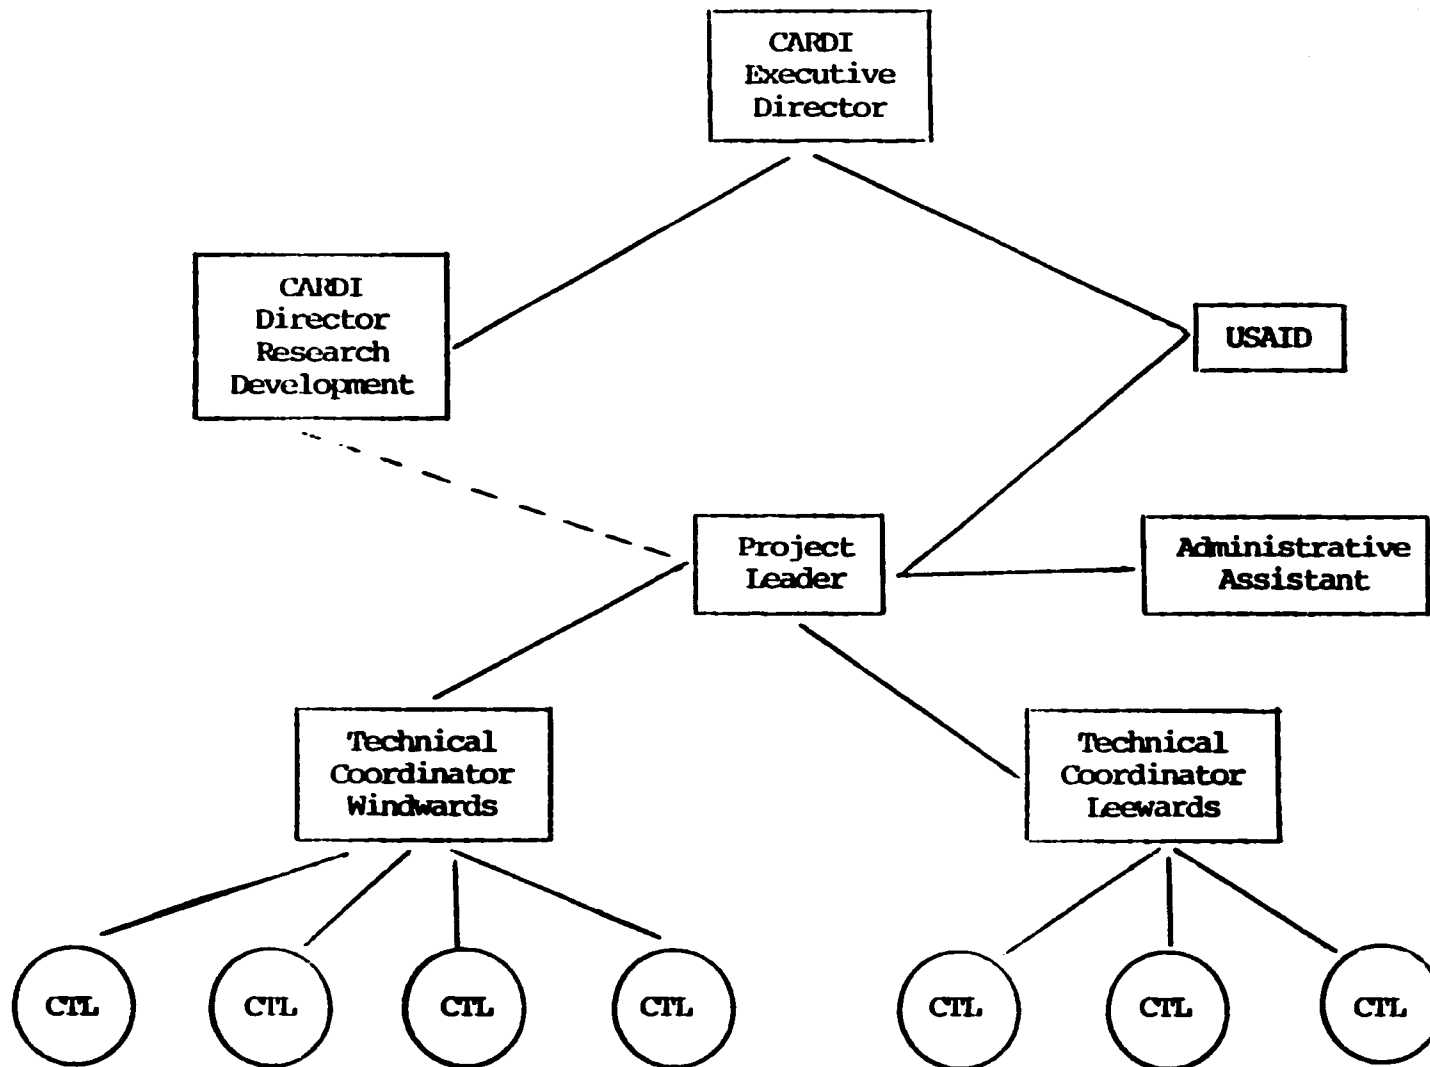 CARDI
Executive
Director
CARDI
Director
Research
Development
USAID
Project
Leader
Administrative
Assistant
Technical
Coordinator
Windwards
Technical
Coordinator
Leewards
CTL
CTL
CTL
CTL
CTL
CTL
CTL